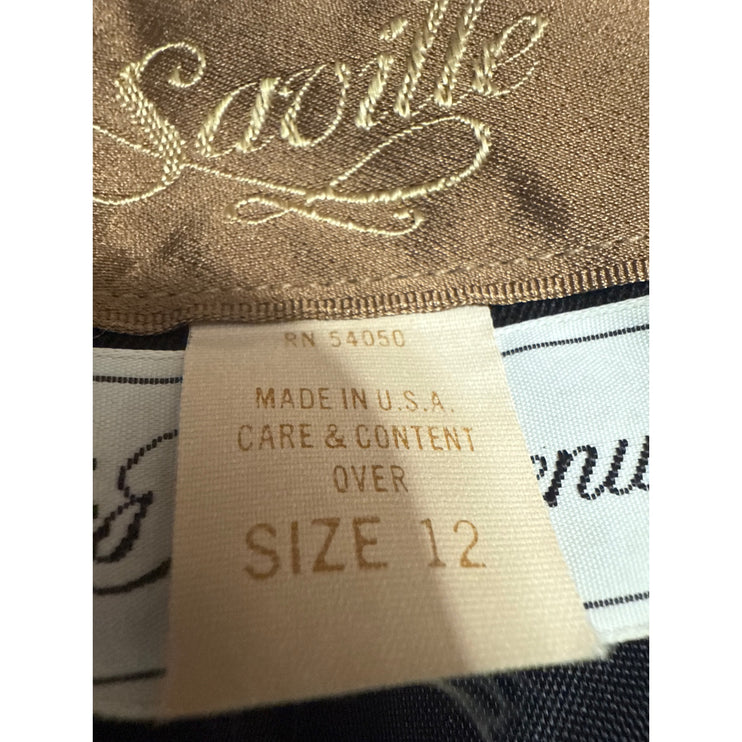 Saville
RN 54050
MADE IN U.S.A.
CARE & CONTENT
OVER
SIZE 12